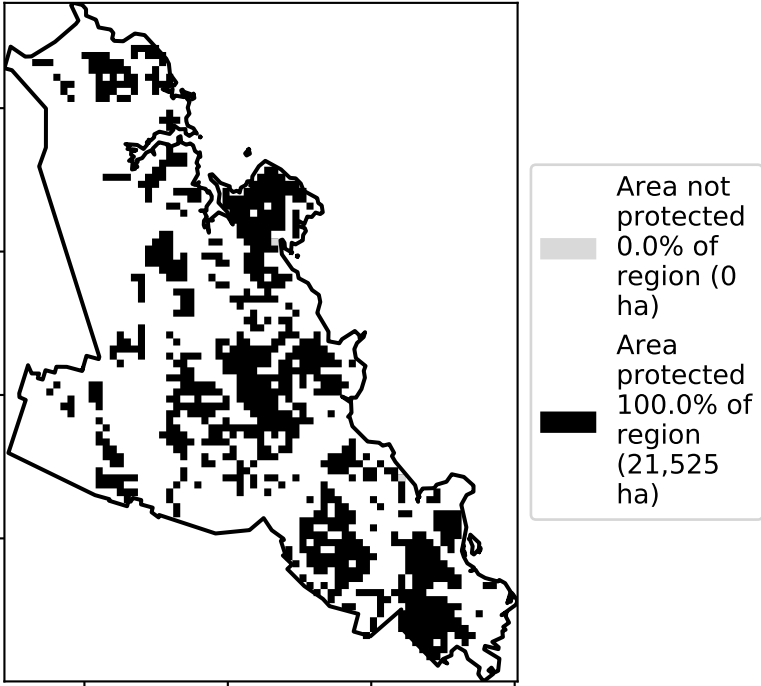 Area not
protected
0.0% of
region (0
ha)
Area
protected
100.0% of
region
(21,525
ha)